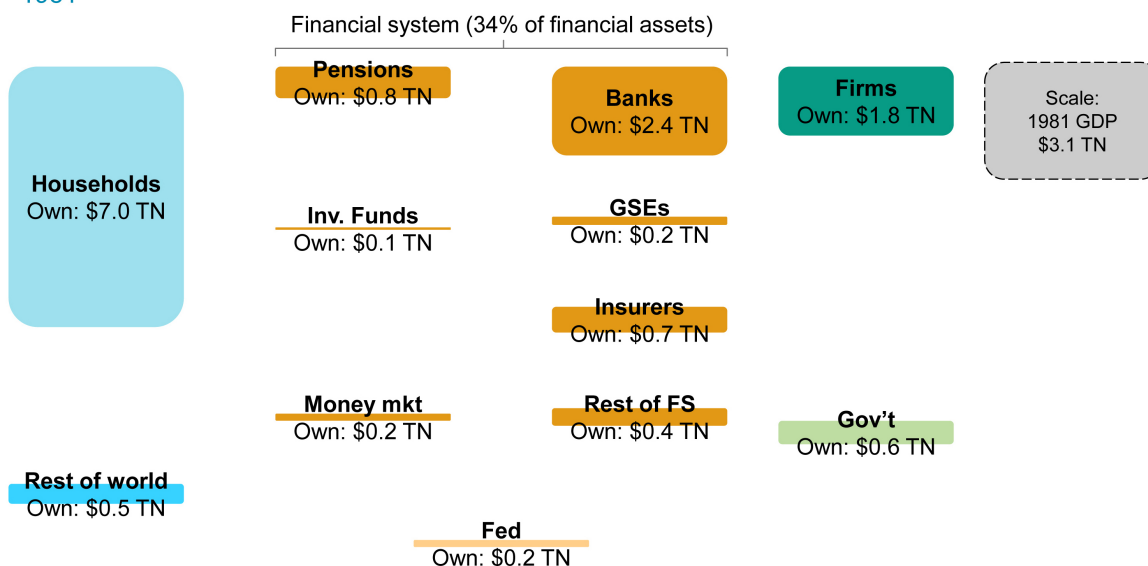 Financial system (34% of financial assets)
Pensions
Own: $0.8 TN
Banks
Own: $2.4 TN
Firms
Own: $1.8 TN
Scale:
1981 GDP
$3.1 TN
Households
Own: $7.0 TN
Inv. Funds
Own: $0.1 TN
GSEs
Own: $0.2 TN
Insurers
Own: $0.7 TN
Money mkt
Own: $0.2 TN
Rest of FS
Own: $0.4 TN
Gov’t
Own: $0.6 TN
Rest of world
Own: $0.5 TN
Fed
Own: $0.2 TN